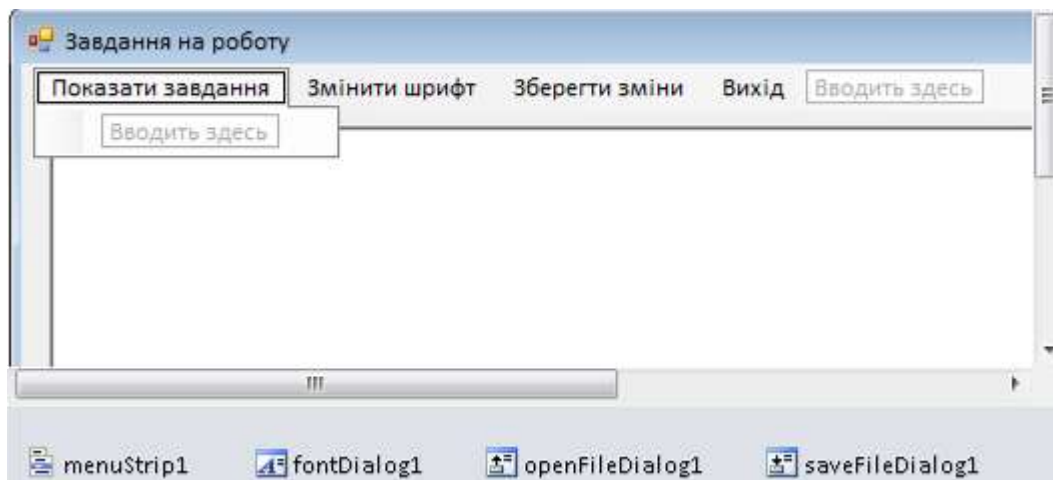 Завдання на роботу
Показати завдання Змінити шрифт Зберегти зміни Вихід Вводить здесь
Вводить здесь
menuStrip1 fontDialog1 openFileDialog1 saveFileDialog1